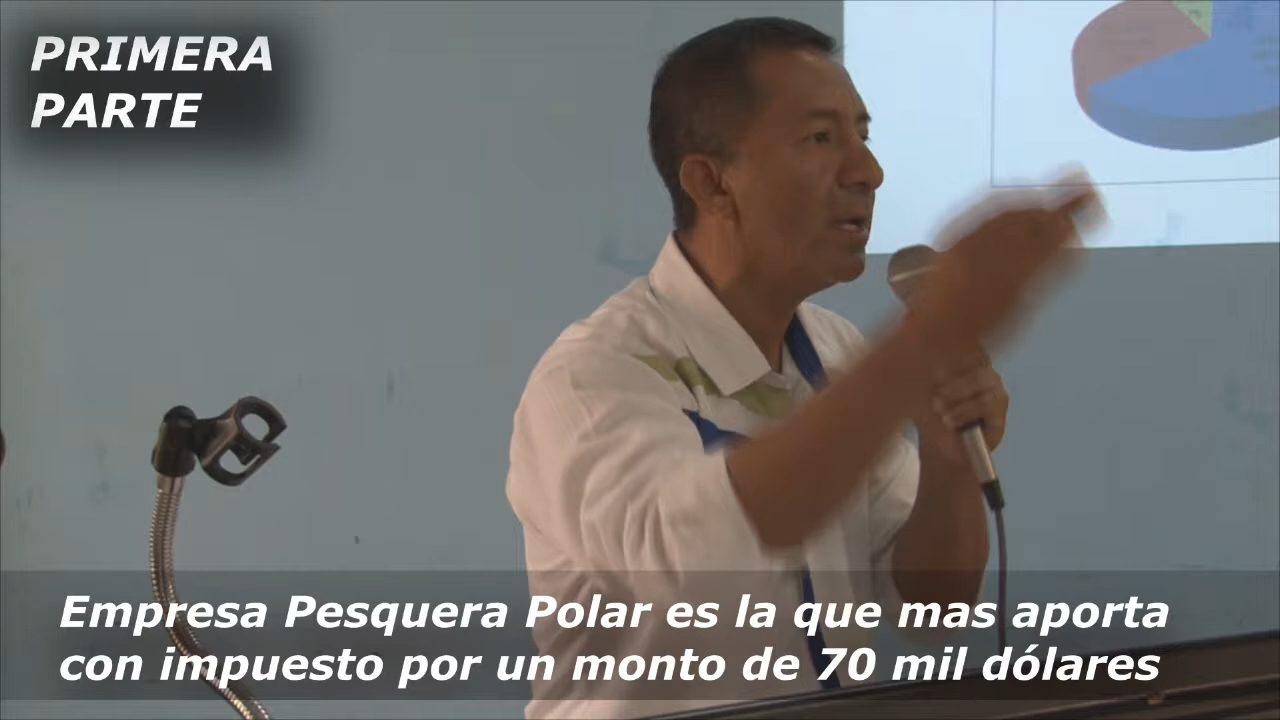 PRIMERA
PARTE
Empresa Pesquera Polar es la que mas aporta
con impuesto por un monto de 70 mil dólares